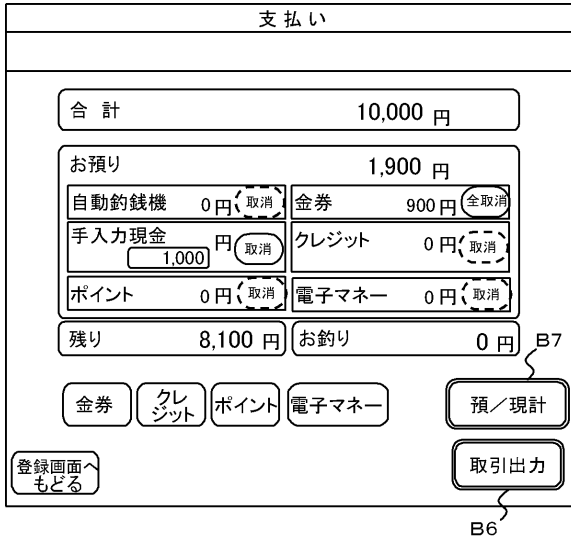 支払い
合 計 10,000 円
お預り 1,900 円
自動釣銭機 0円 取消 金券 900円 全取消
手入力現金 円 取消 クレジット 0円 取消
1,000
ポイント 0円 取消 電子マネー 0円 取消
残り 8,100 円 お釣り 0 円
B7
金券 クレ ポイント 電子マネー 預／現計
ジット
登録画面へ 取引出力
もどる
B6